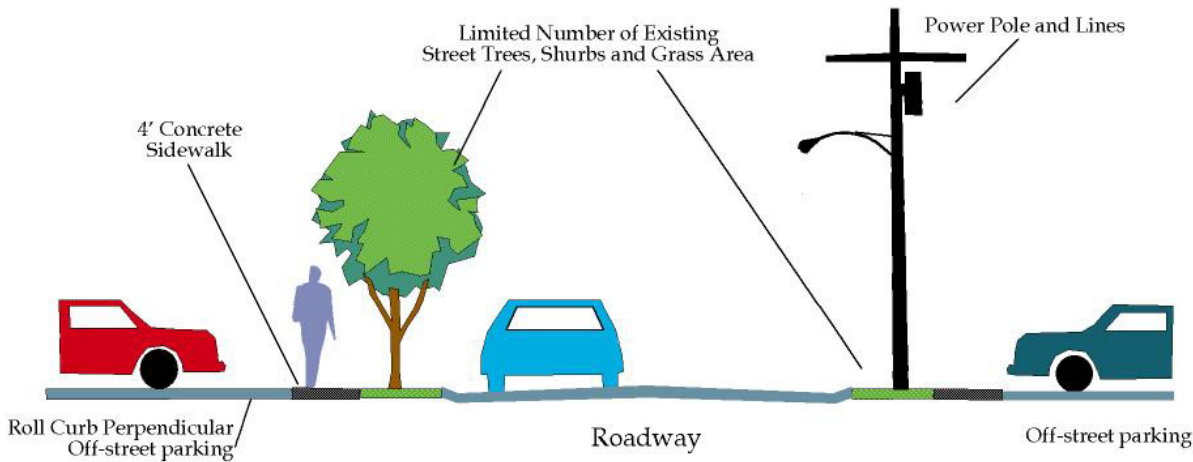 Limited Number of Existing
Street Trees, Shurbs and Grass Area
Power Pole and Lines
4' Concrete
Sidewalk
Roll Curb Perpendicular
Off-street parking
Roadway
Off-street parking